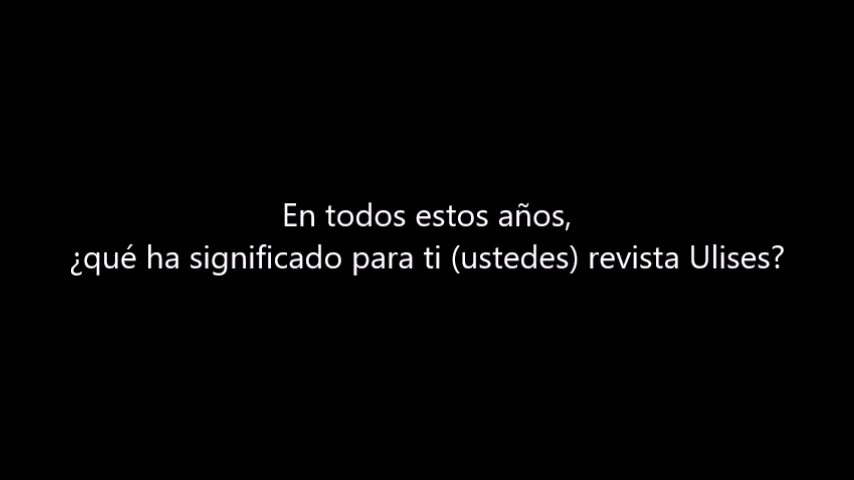 En todos estos años,
¿qué ha significado para ti (ustedes) revista Ulises?